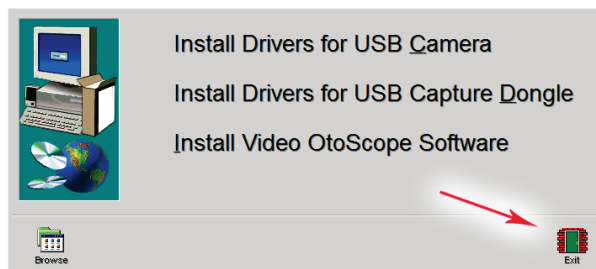 Install Drivers for USB Camera
Install Drivers for USB Capture Dongle
Install Video OtoScope Software
Browse
Exit